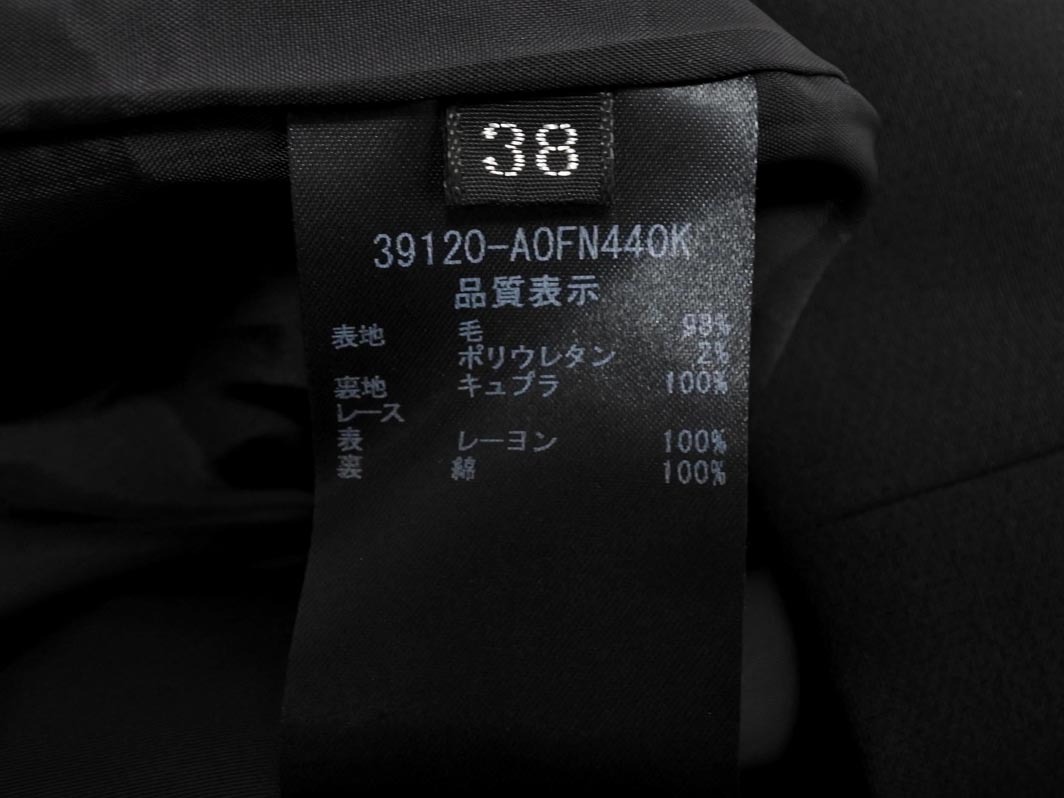 38
39120-A0FN440K
品質表示
表地 毛 98%
ポリウレタン 2%
裏地 キュプラ 100%
レース
表 レーヨン 100%
裏 綿 100%